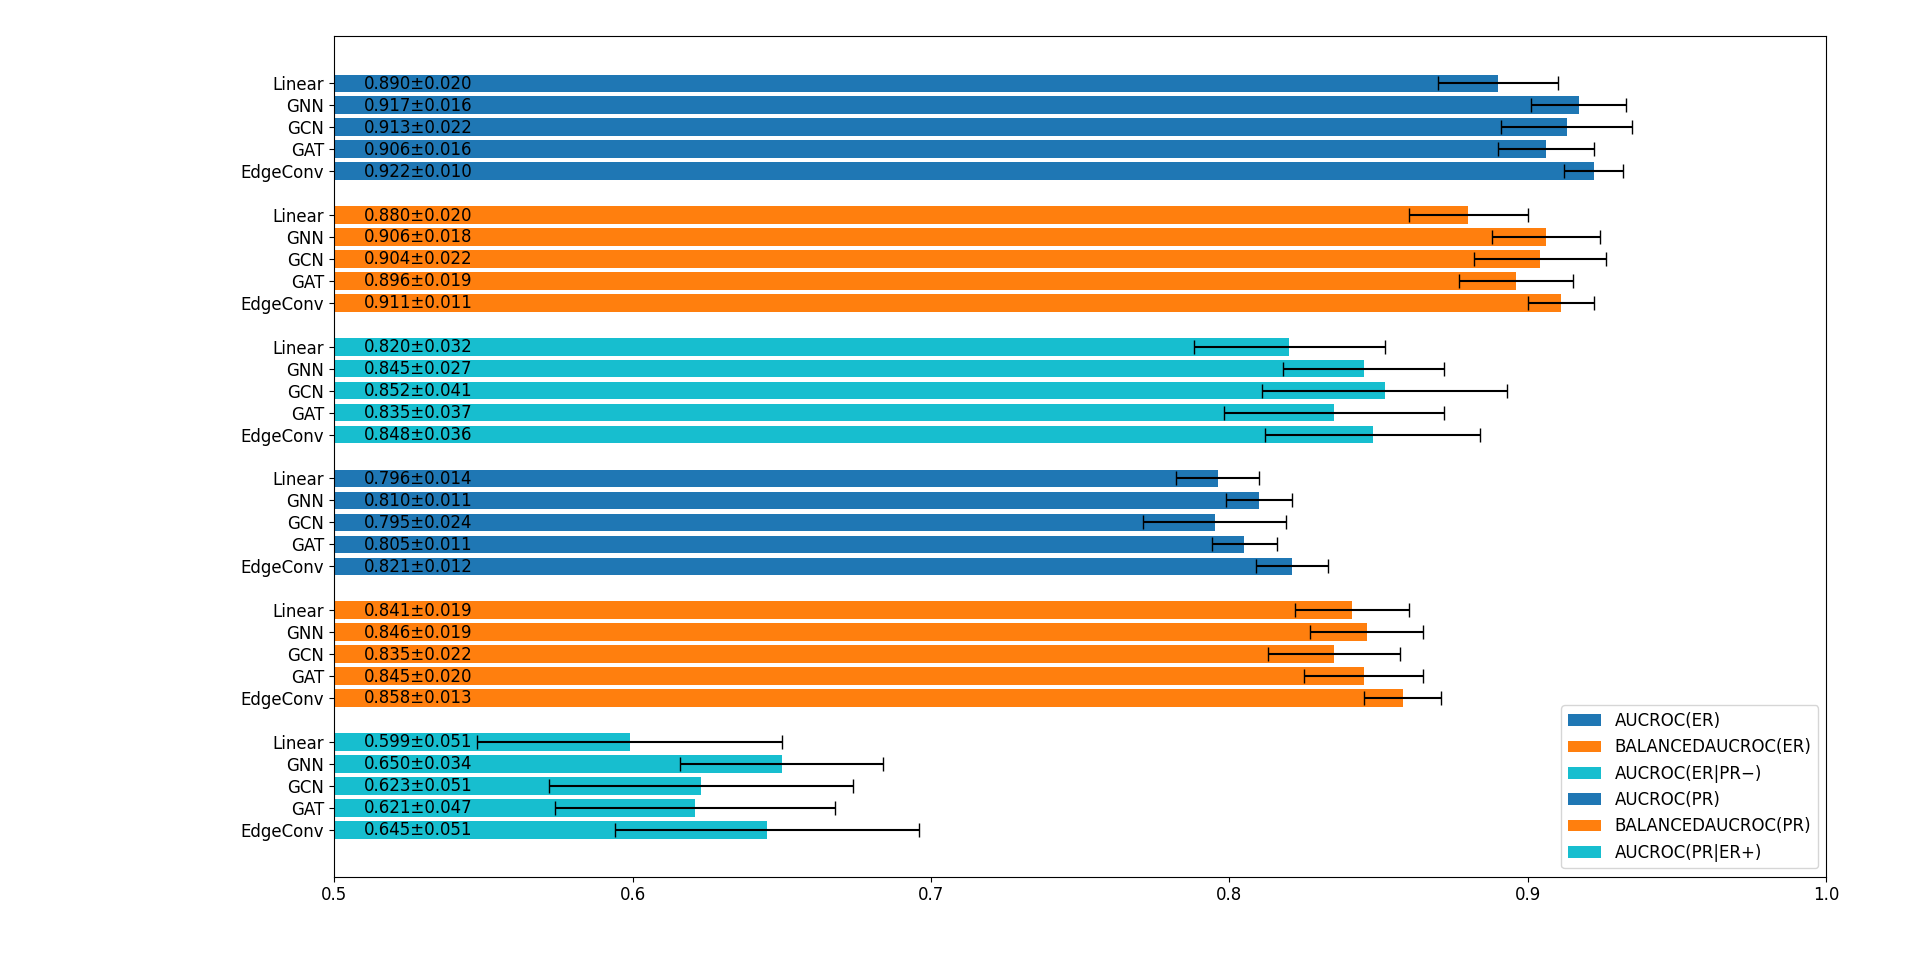 Linear 0.890±0.020
GNN 0.917±0.016
GCN 0.913±0.022
GAT 0.906±0.016
EdgeConv 0.922±0.010
Linear 0.880±0.020
GNN 0.906±0.018
GCN 0.904±0.022
GAT 0.896±0.019
EdgeConv 0.911±0.011
Linear 0.820±0.032
GNN 0.845±0.027
GCN 0.852±0.041
GAT 0.835±0.037
EdgeConv 0.848±0.036
Linear 0.796±0.014
GNN 0.810±0.011
GCN 0.795±0.024
GAT 0.805±0.011
EdgeConv 0.821±0.012
Linear 0.841±0.019
GNN 0.846±0.019
GCN 0.835±0.022
GAT 0.845±0.020
EdgeConv 0.858±0.013
Linear 0.599±0.051
GNN 0.650±0.034
GCN 0.623±0.051
GAT 0.621±0.047
EdgeConv 0.645±0.051
AUCROC(ER)
BALANCEDAUCROC(ER)
AUCROC(ER|PR−)
AUCROC(PR)
BALANCEDAUCROC(PR)
AUCROC(PR|ER+)
0.5 0.6 0.7 0.8 0.9 1.0